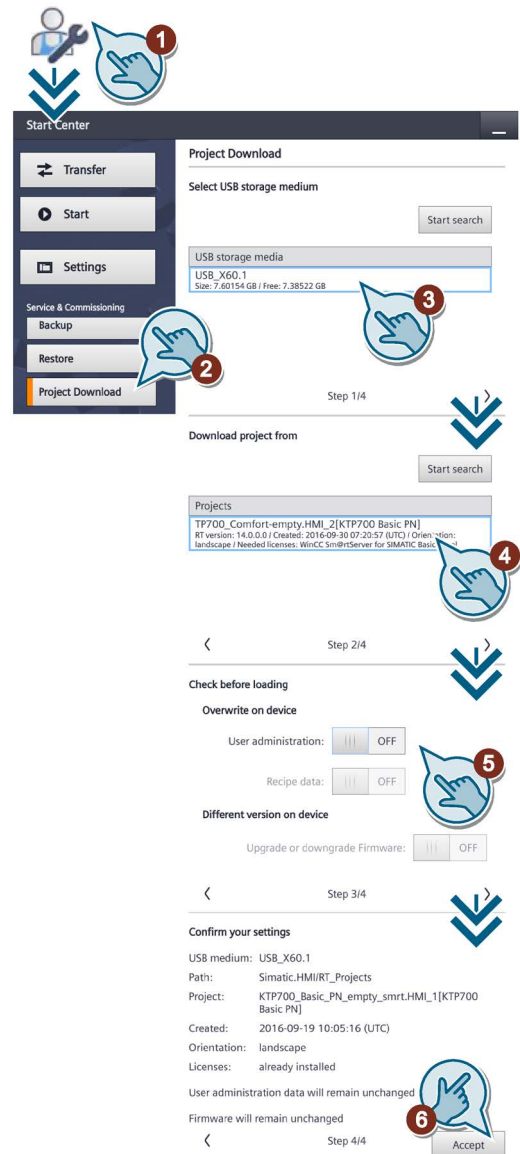 1
Start Center
Transfer
Start
Settings
Service & Commissioning
Backup
Restore
2
Project Download
Project Download
Select USB storage medium
Start search
USB storage media
USB_X60.1
Size: 7.60154 GB / Free: 7.38522 GB
3
Step 1/4
Download project from
Start search
Projects
TP700_Comfort-empty.HMI_2[KTP700 Basic PN]
RT version: 14.0.0.0 / Created: 2016-09-30 07:20:57 (UTC) / Orientation:
landscape / Needed licenses: WinCC Sm@rtServer for SIMATIC Basic
4
Step 2/4
Check before loading
Overwrite on device
User administration: OFF
5
Recipe data: OFF
Different version on device
Upgrade or downgrade Firmware: OFF
Step 3/4
Confirm your settings
USB medium: USB_X60.1
Path: Simatic.HMI/RT_Projects
Project: KTP700_Basic_PN_empty_smrt.HMI_1[KTP700
Basic PN]
Created: 2016-09-19 10:05:16 (UTC)
Orientation: landscape
Licenses: already installed
User administration data will remain unchanged
Firmware will remain unchanged
6
Step 4/4
Accept